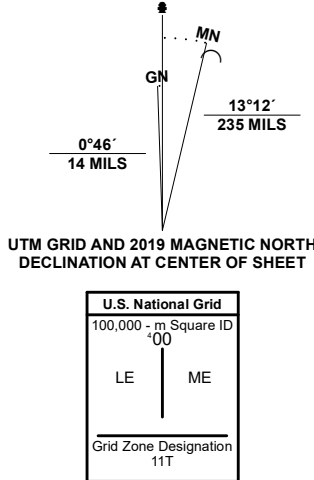 MN
GN
13°12´
235 MILS
0°46´
14 MILS
UTM GRID AND 2019 MAGNETIC NORTH
DECLINATION AT CENTER OF SHEET
U.S. National Grid
100,000 - m Square ID
⁴00
LE ME
Grid Zone Designation
11T